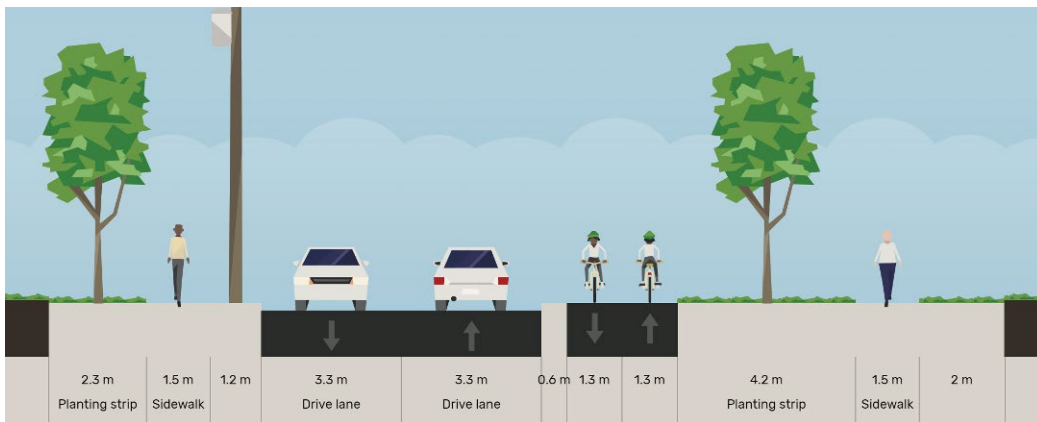 2.3 m 1.5 m 1.2 m 3.3 m 3.3 m 0.6 m 1.3 m 1.3 m 4.2 m 1.5 m 2 m
Planting strip Sidewalk Drive lane Drive lane Planting strip Sidewalk